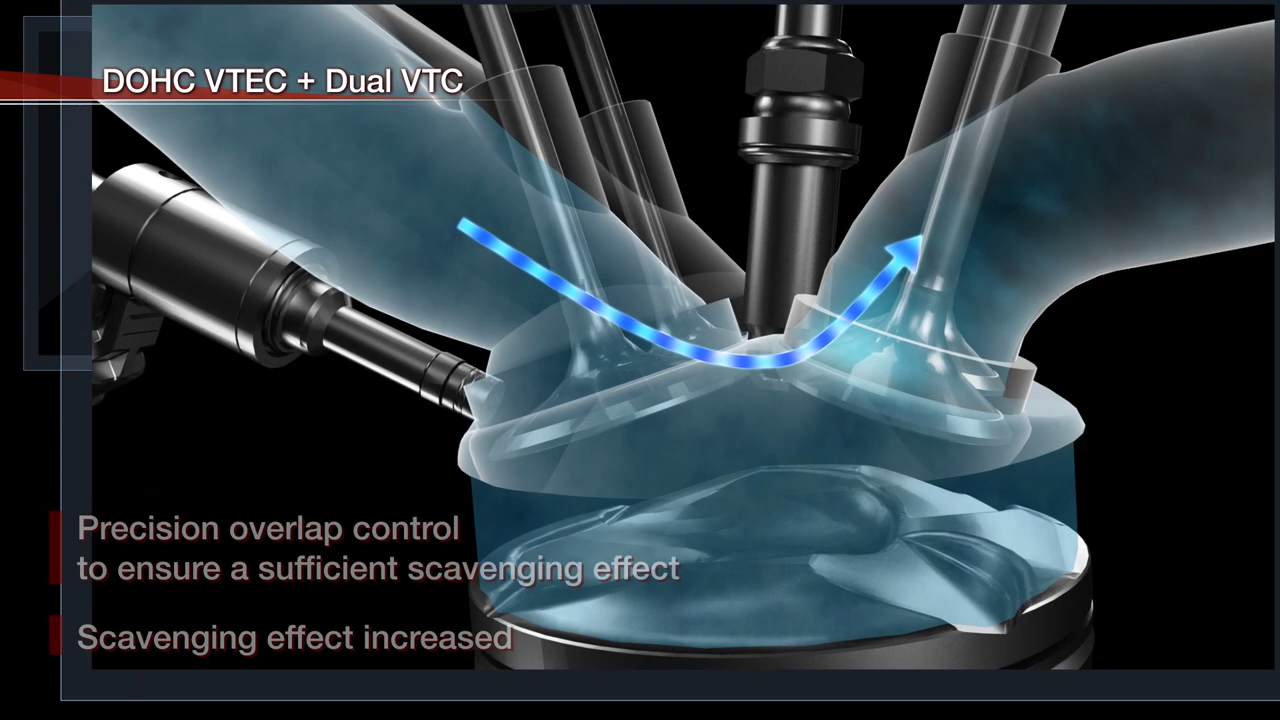 DOHC VTEC + Dual VTC
Precision overlap control
to ensure a sufficient scavenging effect
Scavenging effect increased